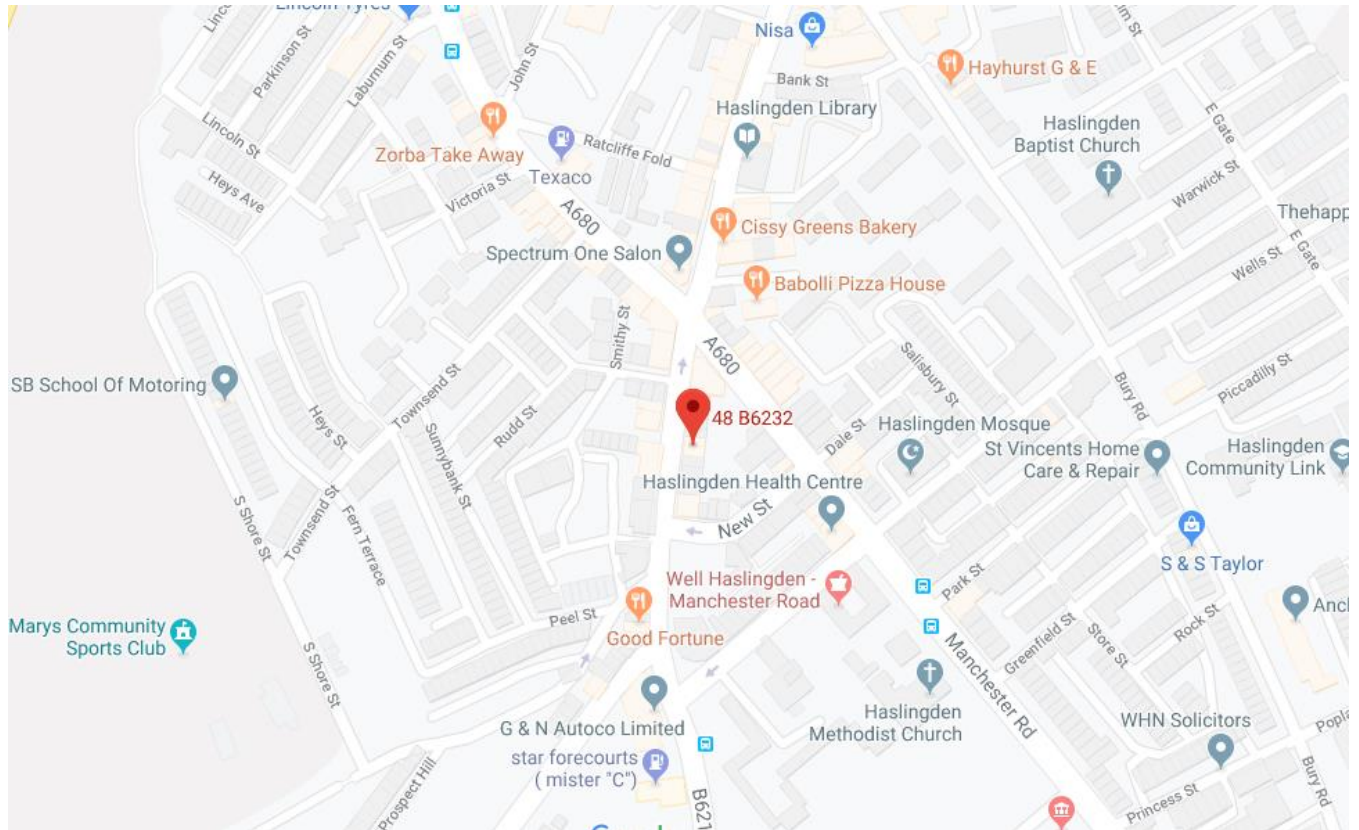 Lincoln Tyres
Nisa
Hayhurst G & E
Bank St
Parkinson St
Laburnum St
John St
Lincoln St
Haslingden Library
Haslingden
Baptist Church
E Gate
Zorba Take Away
Texaco
Ratcliffe Fold
Heys Ave
Victoria St
A680
Warwick St
Thehapp
E Gate
Wells St
Cissy Greens Bakery
Spectrum One Salon
Babolli Pizza House
Smithy St
A680
Salisbury St
Piccadilly St
Bury Rd
SB School Of Motoring
Townsend St
Heys St
Rudd St
Sunnybank St
48 B6232
Dale St
Haslingden Mosque
St Vincents Home
Care & Repair
Haslingden
Community Link
Haslingden Health Centre
S Shore St
Townsend St
Fern Terrace
New St
S & S Taylor
Well Haslingden -
Manchester Road
Park St
Peel St
Good Fortune
Marys Community
Sports Club
S Shore St
Greenfield St
Store St
Rock St
Ancl
Manchester Rd
G & N Autoco Limited
Haslingden
Methodist Church
WHN Solicitors
Popla
star forecourts
( mister "C")
Prospect Hill
B621
Bury Rd
Princess St